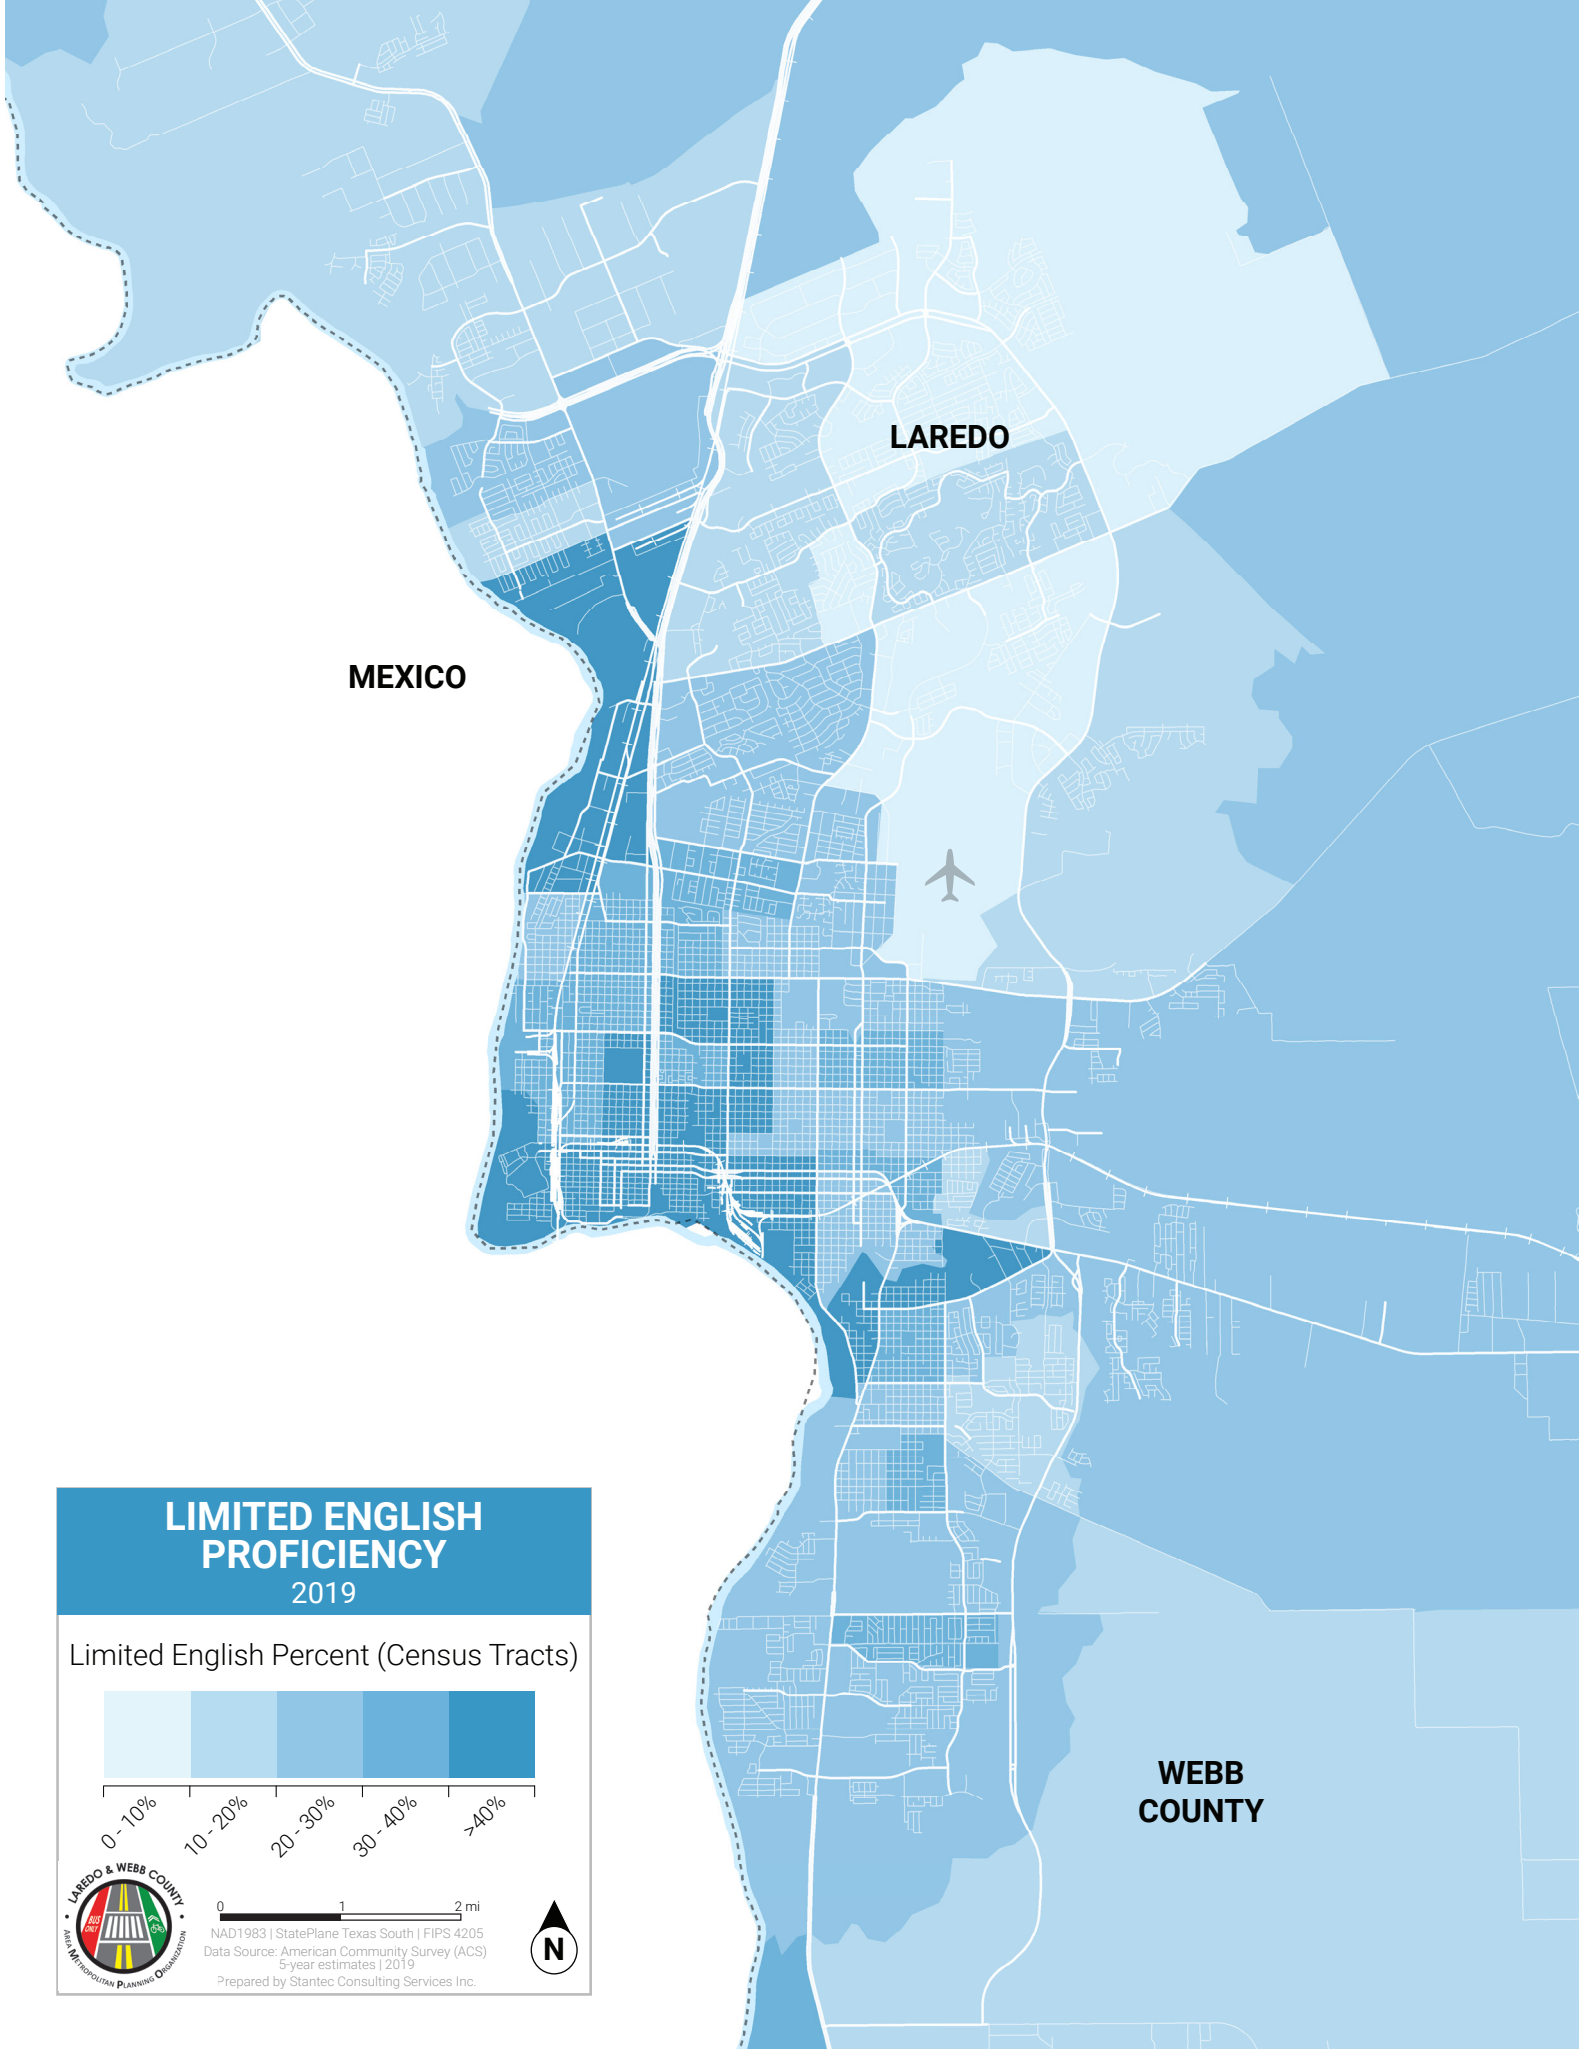 LAREDO
MEXICO
LIMITED ENGLISH
PROFICIENCY
2019
Limited English Percent (Census Tracts)
0 - 10%
10 - 20%
20 - 30%
30 - 40%
>40%
LAREDO & WEBB COUNTY
BUS
ONLY
AREA METROPOLITAN PLANNING ORGANIZATION
0 1 2 mi
NAD1983 | StatePlane Texas South | FIPS 4205
Data Source: American Community Survey (ACS)
5-year estimates | 2019
Prepared by Stantec Consulting Services Inc.
N
WEBB
COUNTY